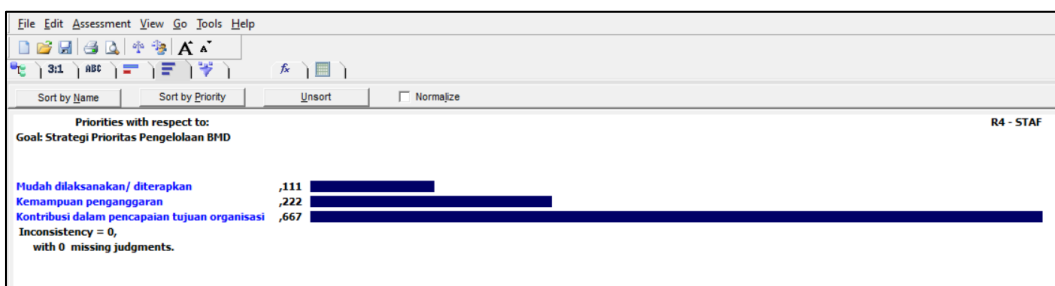 File Edit Assessment View Go Tools Help
A A
3:1 ABC fx
Sort by Name Sort by Priority Unsort Normalize
Priorities with respect to: R4 - STAF
Goal: Strategi Prioritas Pengelolaan BMD
Mudah dilaksanakan/ diterapkan ,111
Kemampuan penganggaran ,222
Kontribusi dalam pencapaian tujuan organisasi ,667
Inconsistency = 0,
with 0 missing judgments.